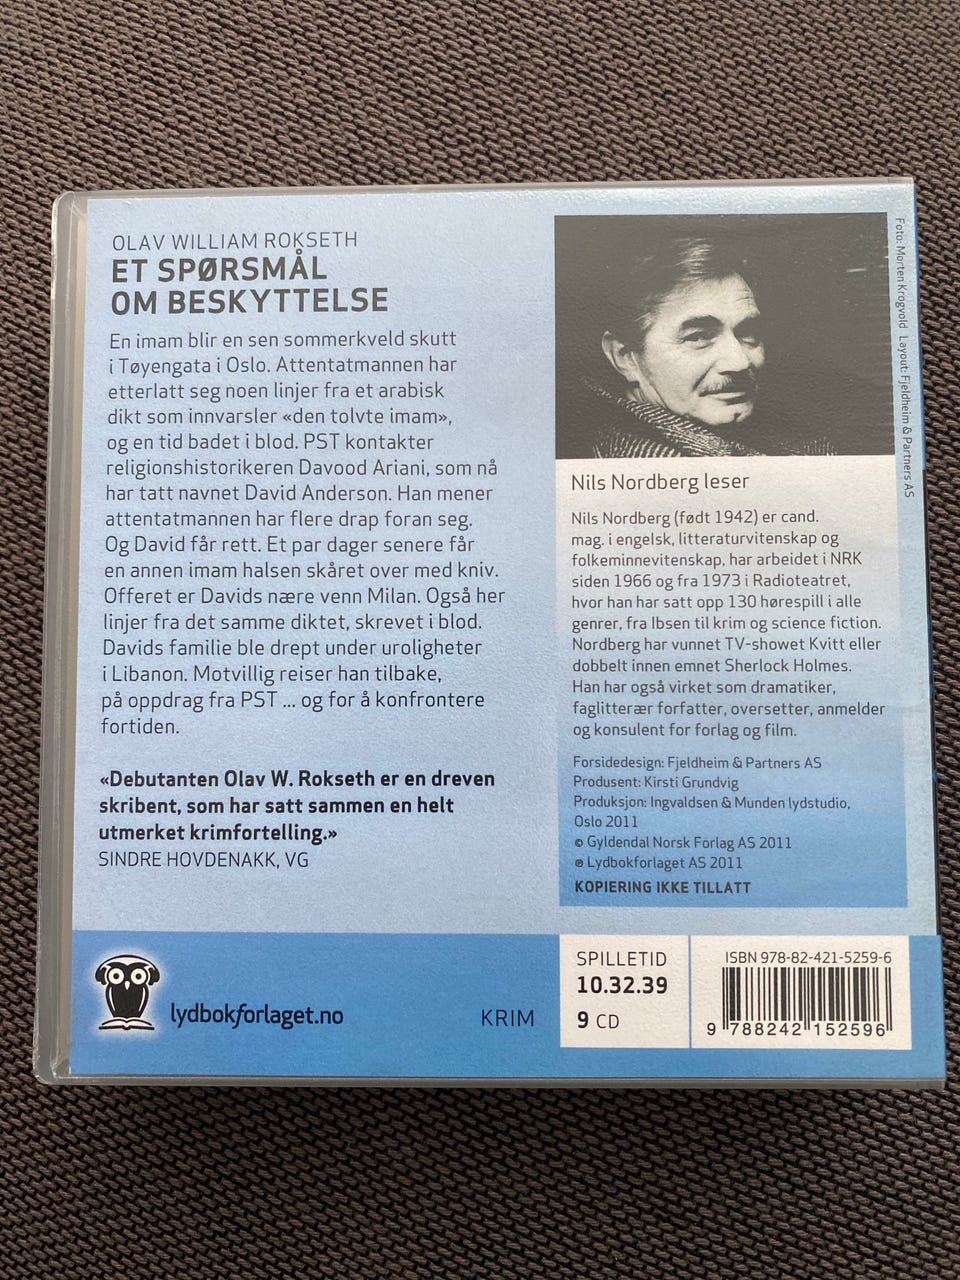 OLAV WILLIAM ROKSETH
ET SPØRSMÅL
OM BESKYTTELSE
En imam blir en sen sommerkveld skutt
i Tøyengata i Oslo. Attentatmannen har
etterlatt seg noen linjer fra et arabisk
dikt som innvarsler «den tolvte imam»,
og en tid badet i blod. PST kontakter
religionshistorikeren Davood Ariani, som nå
har tatt navnet David Anderson. Han mener
attentatmannen har flere drap foran seg.
Og David får rett. Et par dager senere får
en annen imam halsen skåret over med kniv.
Offeret er Davids nære venn Milan. Også her
linjer fra det samme diktet, skrevet i blod.
Davids familie ble drept under uroligheter
i Libanon. Motvillig reiser han tilbake,
på oppdrag fra PST ... og for å konfrontere
fortiden.
«Debutanten Olav W. Rokseth er en dreven
skribent, som har satt sammen en helt
utmerket krimfortelling.»
SINDRE HOVDENAKK, VG
Foto: Morten Krogvold Layout: Fjeldheim & Partners AS
Nils Nordberg leser
Nils Nordberg (født 1942) er cand.
mag. i engelsk, litteraturvitenskap og
folkeminnevitenskap, har arbeidet i NRK
siden 1966 og fra 1973 i Radioteatret,
hvor han har satt opp 130 hørespill i alle
genrer, fra Ibsen til krim og science fiction.
Nordberg har vunnet TV-showet Kvitt eller
dobbelt innen emnet Sherlock Holmes.
Han har også virket som dramatiker,
faglitterær forfatter, oversetter, anmelder
og konsulent for forlag og film.
Forsidedesign: Fjeldheim & Partners AS
Produsent: Kirsti Grundvig
Produksjon: Ingvaldsen & Munden lydstudio,
Oslo 2011
© Gyldendal Norsk Forlag AS 2011
℗ Lydbokforlaget AS 2011
KOPIERING IKKE TILLATT
lydbokforlaget.no
KRIM
SPILLETID
10.32.39
9 CD
ISBN 978-82-421-5259-6
9 788242 152596